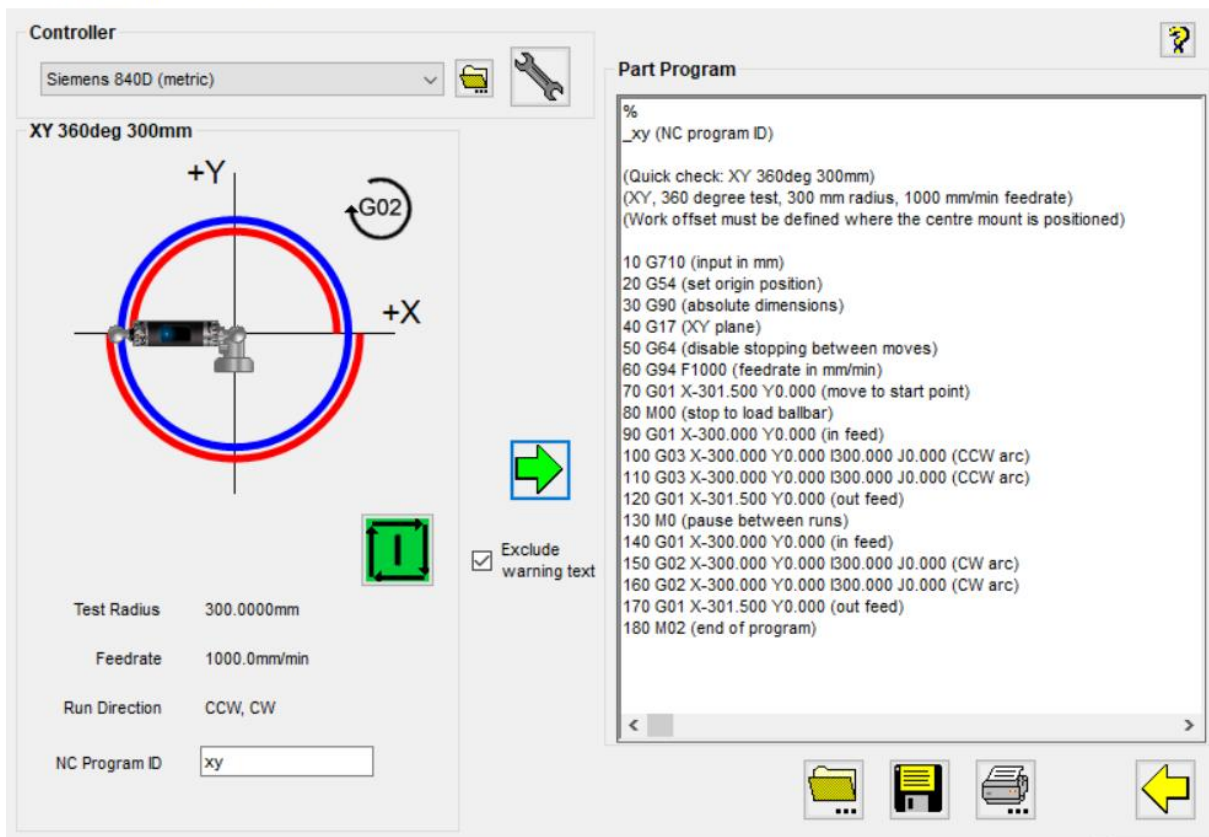 Controller
Siemens 840D (metric)
XY 360deg 300mm
+Y
G02
+X
Test Radius 300.0000mm
Feedrate 1000.0mm/min
Run Direction CCW, CW
NC Program ID xy
Exclude
warning text
Part Program
%
_xy (NC program ID)
(Quick check: XY 360deg 300mm)
(XY, 360 degree test, 300 mm radius, 1000 mm/min feedrate)
(Work offset must be defined where the centre mount is positioned)
10 G710 (input in mm)
20 G54 (set origin position)
30 G90 (absolute dimensions)
40 G17 (XY plane)
50 G64 (disable stopping between moves)
60 G94 F1000 (feedrate in mm/min)
70 G01 X-301.500 Y0.000 (move to start point)
80 M00 (stop to load ballbar)
90 G01 X-300.000 Y0.000 (in feed)
100 G03 X-300.000 Y0.000 I300.000 J0.000 (CCW arc)
110 G03 X-300.000 Y0.000 I300.000 J0.000 (CCW arc)
120 G01 X-301.500 Y0.000 (out feed)
130 M0 (pause between runs)
140 G01 X-300.000 Y0.000 (in feed)
150 G02 X-300.000 Y0.000 I300.000 J0.000 (CW arc)
160 G02 X-300.000 Y0.000 I300.000 J0.000 (CW arc)
170 G01 X-301.500 Y0.000 (out feed)
180 M02 (end of program)